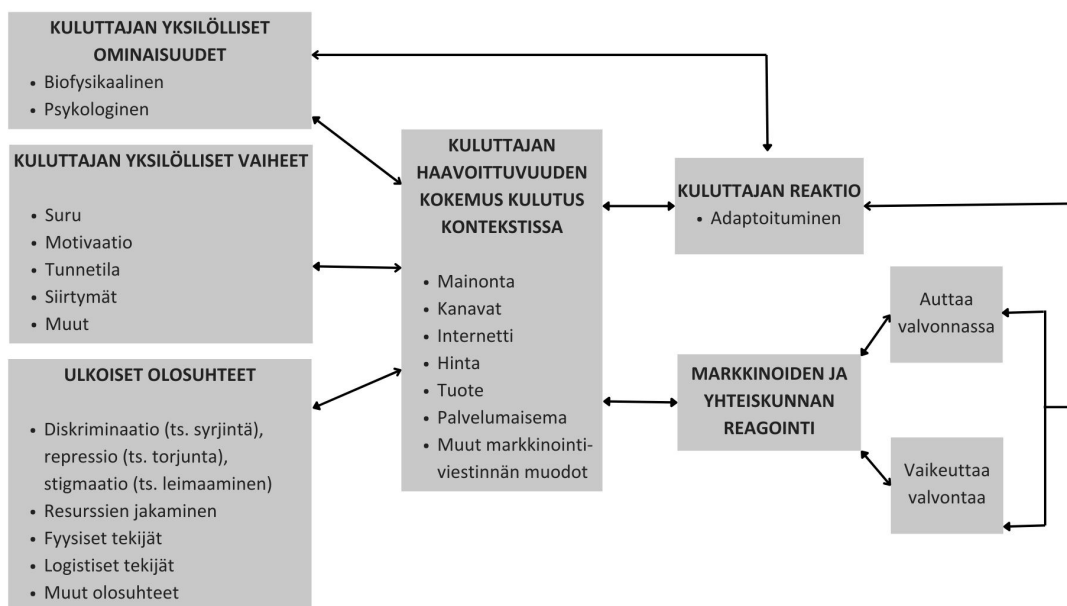 KULUTTAJAN YKSILÖLLISET
OMINAISUUDET
• Biofysikaalinen
• Psykologinen
KULUTTAJAN YKSILÖLLISET VAIHEET
• Suru
• Motivaatio
• Tunnetila
• Siirtymät
• Muut
ULKOISET OLOSUHTEET
• Diskriminaatio (ts. syrjintä),
repressio (ts. torjunta),
stigmaatio (ts. leimaaminen)
• Resurssien jakaminen
• Fyysiset tekijät
• Logistiset tekijät
• Muut olosuhteet
KULUTTAJAN
HAAVOITTUVUUDEN
KOKEMUS KULUTUS
KONTEKSTISSA
• Mainonta
• Kanavat
• Internetti
• Hinta
• Tuote
• Palvelumaisema
• Muut markkinointi-
viestinnän muodot
KULUTTAJAN REAKTIO
• Adaptoituminen
MARKKINOIDEN JA
YHTEISKUNNAN
REAGOINTI
Auttaa
valvonnassa
Vaikeuttaa
valvontaa